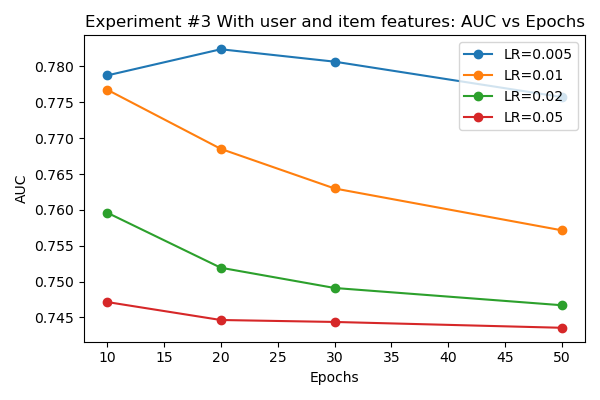 Experiment #3 With user and item features: AUC vs Epochs
LR=0.005
LR=0.01
LR=0.02
LR=0.05
0.780
0.775
0.770
0.765
0.760
0.755
0.750
0.745
AUC
10 15 20 25 30 35 40 45 50
Epochs